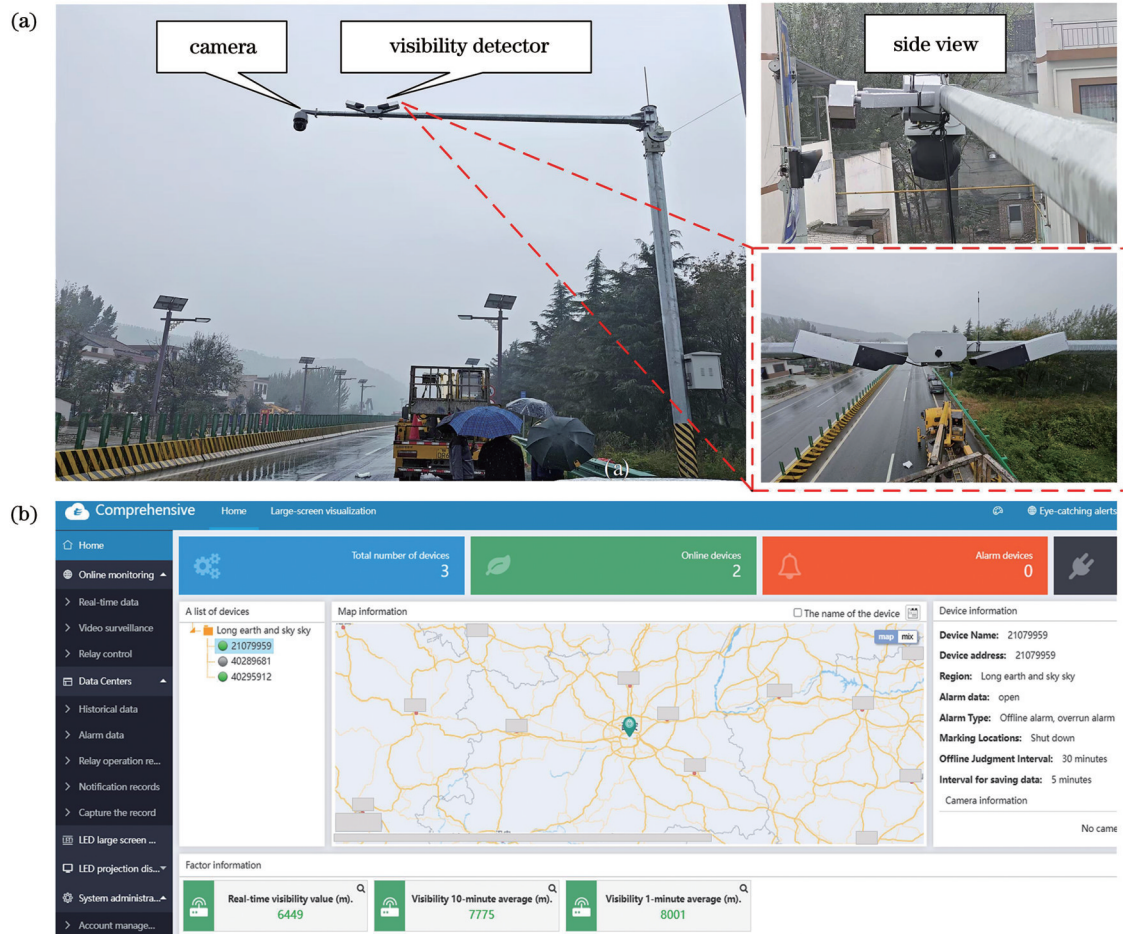 (a)
camera
visibility detector
side view
(a)
(b)
Comprehensive
Home
Large-screen visualization
Eye-catching alerts
Home
Online monitoring
Real-time data
Video surveillance
Relay control
Data Centers
Historical data
Alarm data
Relay operation re...
Notification records
Capture the record
LED large screen ...
LED projection dis...
System administra...
Account manage...
Total number of devices
3
Online devices
2
Alarm devices
0
A list of devices
Long earth and sky sky
21079959
40289681
40295912
Map information
The name of the device
map mix
Device information
Device Name: 21079959
Device address: 21079959
Region: Long earth and sky sky
Alarm data: open
Alarm Type: Offline alarm, overrun alarm
Marking Locations: Shut down
Offline Judgment Interval: 30 minutes
Interval for saving data: 5 minutes
Camera information
No came
Factor information
Real-time visibility value (m).
6449
Visibility 10-minute average (m).
7775
Visibility 1-minute average (m).
8001